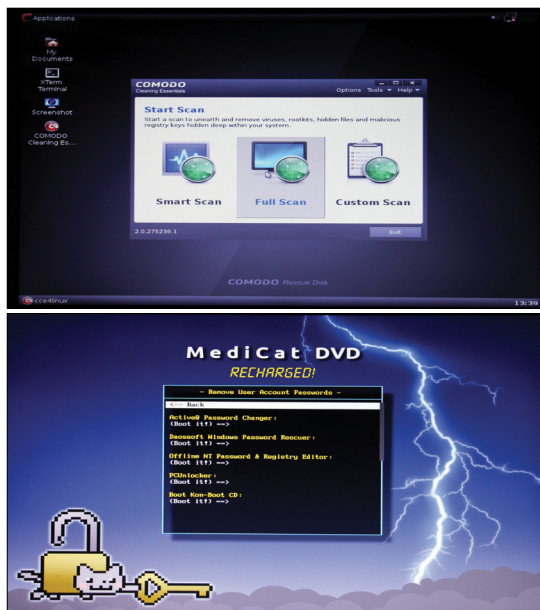 Applications
My
Documents
XTerm
Terminal
Screenshot
COMODO
Cleaning Es...
COMODO
Cleaning Essentials
Options Tools Help
Start Scan
Start a scan to unearth and remove viruses, rootkits, hidden files and malicious
registry keys hidden deep within your system.
Smart Scan Full Scan Custom Scan
2.0.275239.1
Exit
COMODO Rescue Disk
cce4linux
13:39
MediCat DVD
RECHARGED!
- Remove User Account Passwords -
<-- Back
Active@ Password Changer:
(Boot it!) ==>
Daossoft Windows Password Rescuer:
(Boot it!) ==>
Offline NT Password & Registry Editor:
(Boot it!) ==>
PCUnlocker:
(Boot it!) ==>
Boot Kon-Boot CD:
(Boot it!) ==>